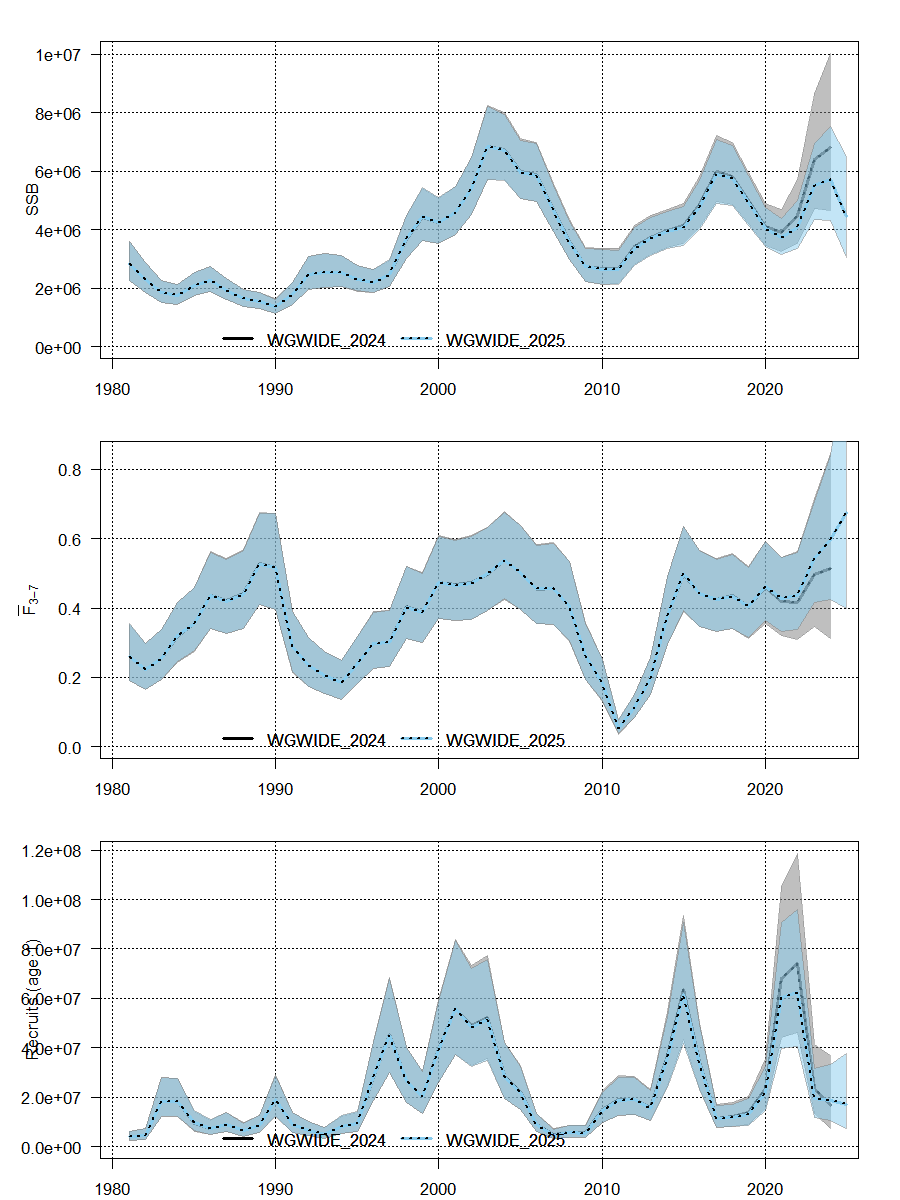 1e+07
8e+06
6e+06
4e+06
2e+06
0e+00
SSB
WGWIDE_2024 WGWIDE_2025
1980 1990 2000 2010 2020
0.8
0.6
0.4
0.2
0.0
F̅3−7
WGWIDE_2024 WGWIDE_2025
1980 1990 2000 2010 2020
1.2e+08
1.0e+08
8.0e+07
6.0e+07
4.0e+07
2.0e+07
0.0e+00
Recruits (age 1)
WGWIDE_2024 WGWIDE_2025
1980 1990 2000 2010 2020